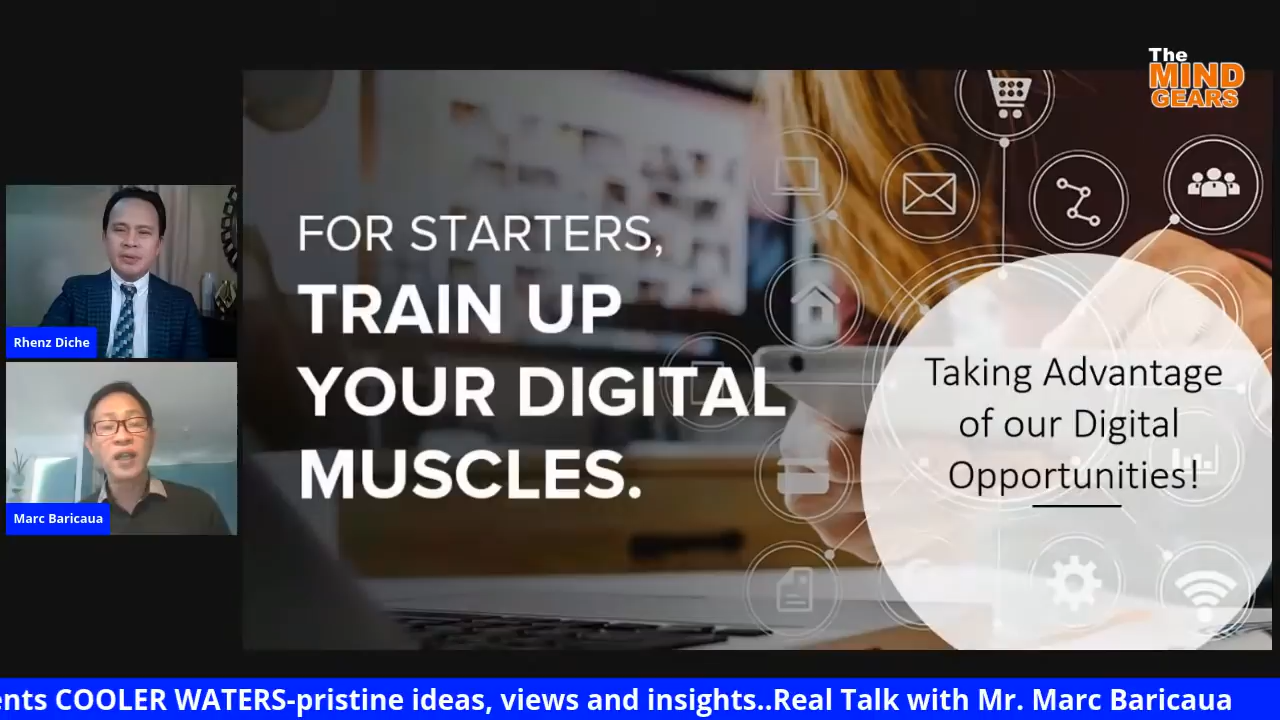 The
MIND
GEARS
FOR STARTERS,
TRAIN UP
YOUR DIGITAL
MUSCLES.
Taking Advantage
of our Digital
Opportunities!
Rhenz Diche
Marc Baricaua
ents COOLER WATERS-pristine ideas, views and insights..Real Talk with Mr. Marc Baricaua